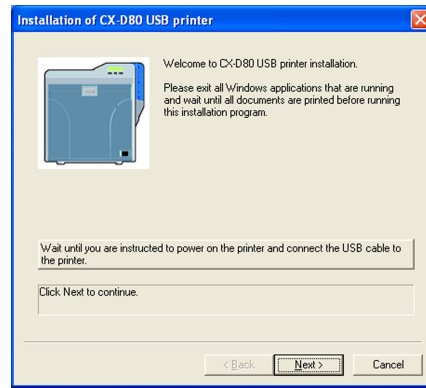 Installation of CX-D80 USB printer
Welcome to CX-D80 USB printer installation.
Please exit all Windows applications that are running
and wait until all documents are printed before running
this installation program.
Wait until you are instructed to power on the printer and connect the USB cable to
the printer.
Click Next to continue.
< Back
Next >
Cancel